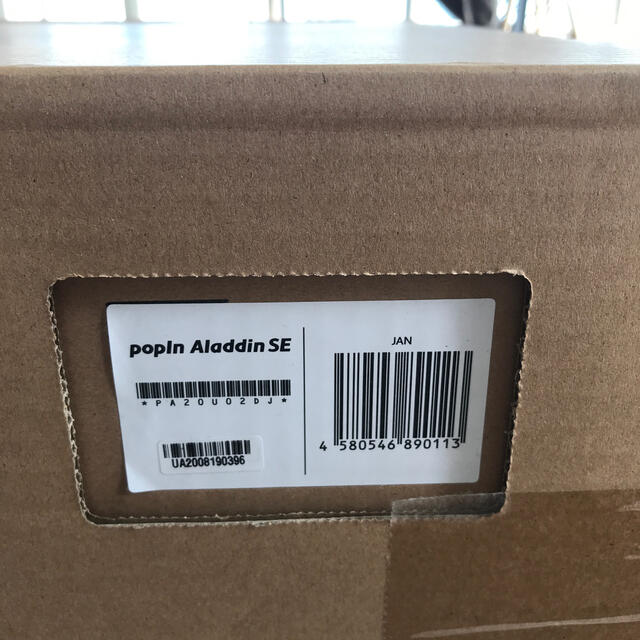 popIn Aladdin SE
*PA20U02DJ*
UA2008190396
JAN
4 580546 890113